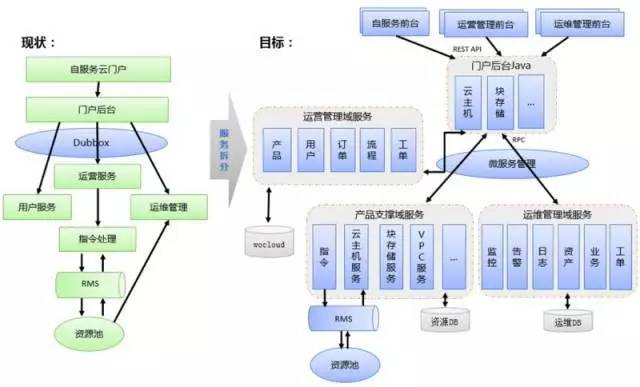 现状：
自服务云门户
门户后台
Dubbox
运营服务
用户服务
运维管理
指令处理
RMS
资源池
服务拆分
目标：
自服务前台
运营管理前台
运维管理前台
REST API
门户后台Java
云主机
块存储
...
RPC
微服务管理
运营管理域服务
产品
用户
订单
流程
工单
wocloud
产品支撑域服务
指令
云主机服务
块存储服务
VPC服务
...
RMS
资源池
资源DB
运维管理域服务
监控
告警
日志
资产
业务
工单
运维DB